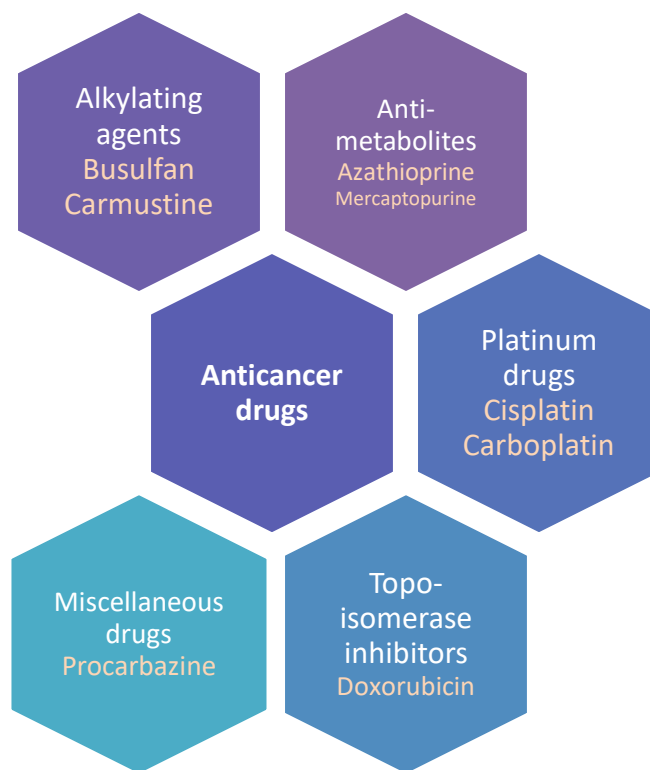 Alkylating
agents
Busulfan
Carmustine
Anti-
metabolites
Azathioprine
Mercaptopurine
Anticancer
drugs
Platinum
drugs
Cisplatin
Carboplatin
Miscellaneous
drugs
Procarbazine
Topo-
isomerase
inhibitors
Doxorubicin